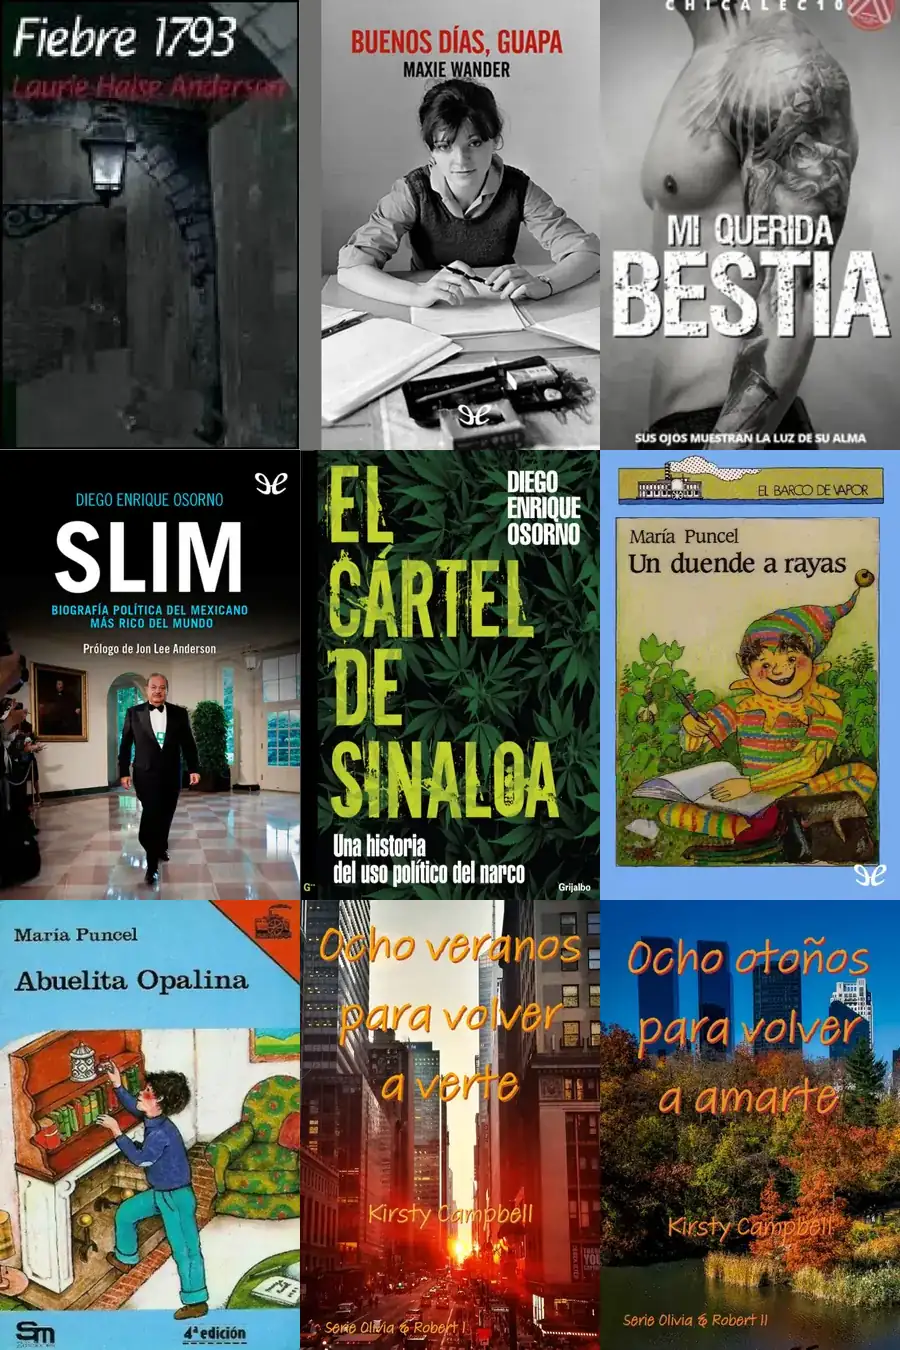 Fiebre 1793
Laurie Halse Anderson
BUENOS DÍAS, GUAPA
MAXIE WANDER
CHICALEC10
MI QUERIDA
BESTIA
SUS OJOS MUESTRAN LA LUZ DE SU ALMA
DIEGO ENRIQUE OSORNO
SLIM
BIOGRAFÍA POLÍTICA DEL MEXICANO
MÁS RICO DEL MUNDO
Prólogo de Jon Lee Anderson
EL
CÁRTEL
DE
SINALOA
DIEGO
ENRIQUE
OSORNO
Una historia
del uso político del narco
G
Grijalbo
EL BARCO DE VAPOR
María Puncel
Un duende a rayas
María Puncel
Abuelita Opalina
Sm
4ª edición
Ocho veranos
para volver
a verte
Kirsty Campbell
Serie Olivia & Robert I
Ocho otoños
para volver
a amarte
Kirsty Campbell
Serie Olivia & Robert II